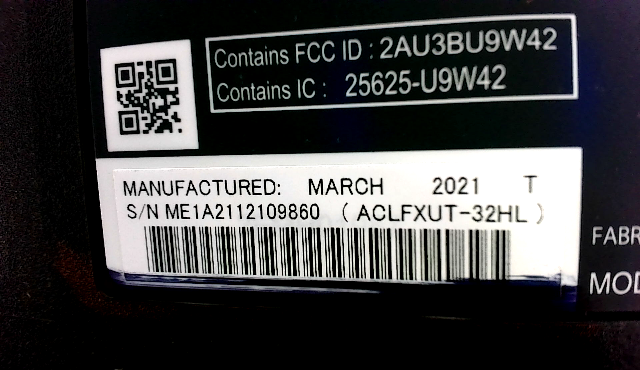 Contains FCC ID : 2AU3BU9W42
Contains IC : 25625-U9W42
MANUFACTURED: MARCH 2021 T
S/N ME1A2112109860 ( ACLFXUT-32HL )
FABR
MOD